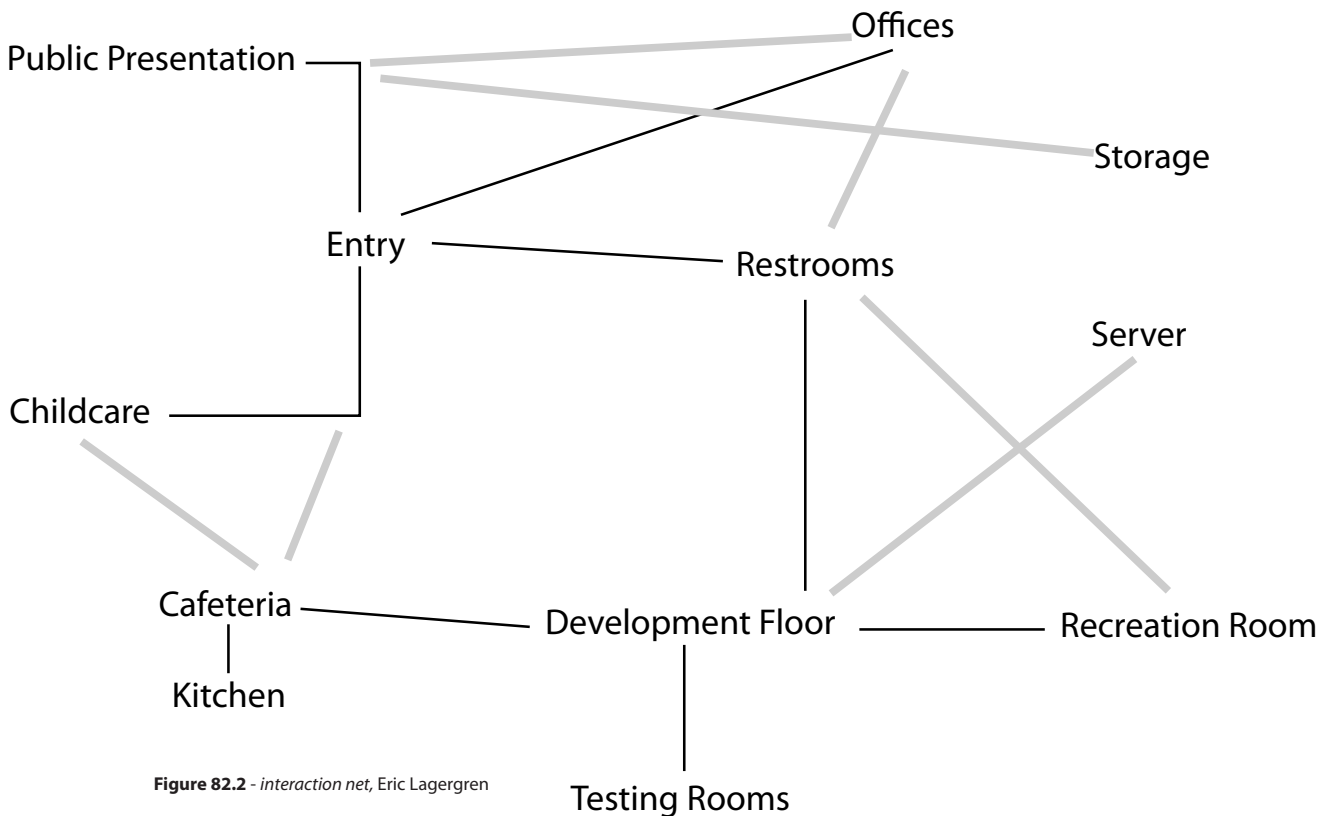 Offices
Public Presentation
Storage
Entry
Restrooms
Server
Childcare
Cafeteria
Development Floor
Recreation Room
Kitchen
Figure 82.2 - interaction net, Eric Lagergren
Testing Rooms